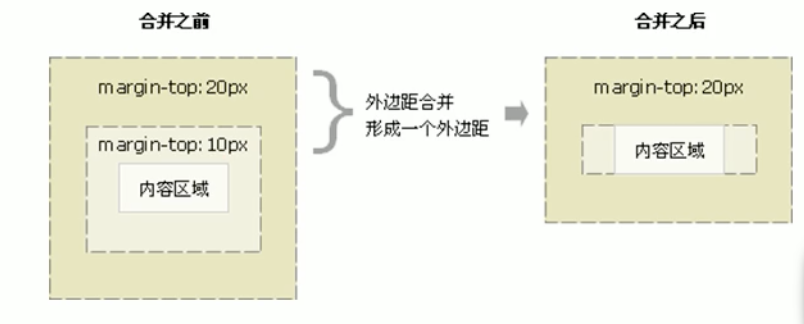 合并之前
合并之后
margin-top: 20px
margin-top: 10px
内容区域
外边距合并
形成一个外边距
margin-top: 20px
内容区域